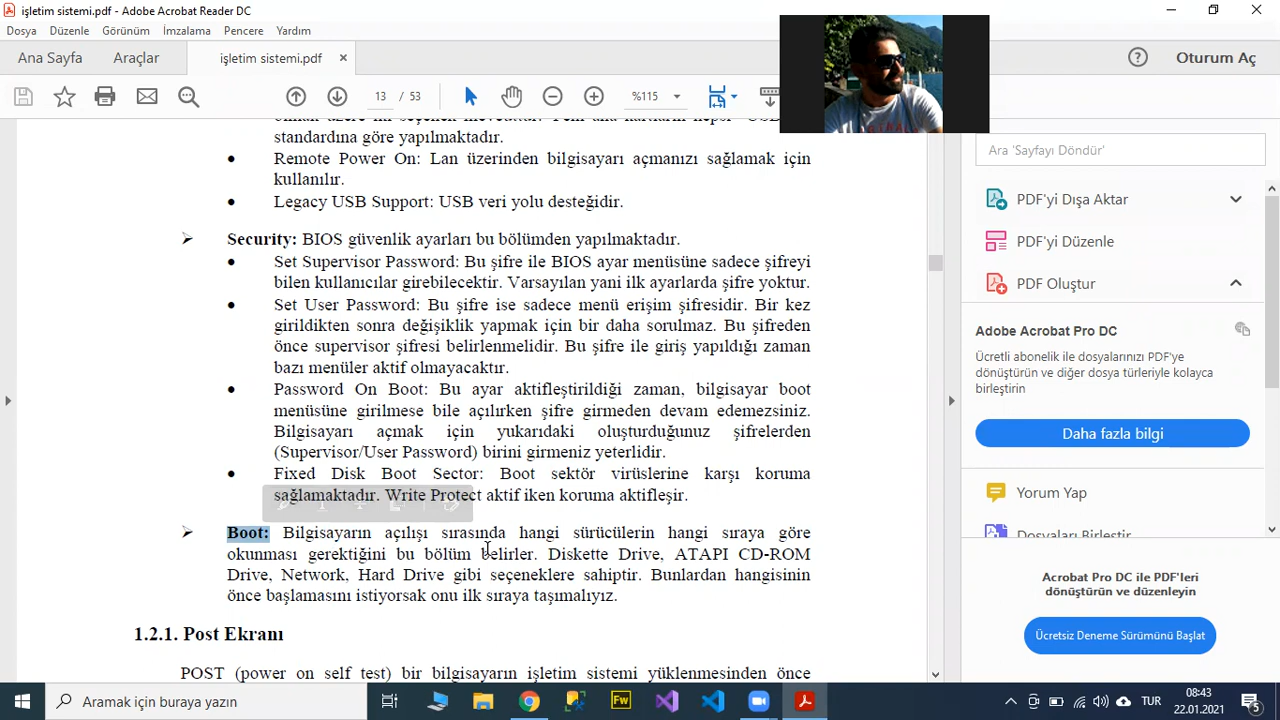 işletim sistemi.pdf - Adobe Acrobat Reader DC
Dosya Düzenle Görünüm İmzalama Pencere Yardım
Ana Sayfa Araçlar işletim sistemi.pdf Oturum Aç
13 / 53 %115
standardına göre yapılmaktadır.
• Remote Power On: Lan üzerinden bilgisayarı açmanızı sağlamak için
kullanılır.
• Legacy USB Support: USB veri yolu desteğidir.
Security: BIOS güvenlik ayarları bu bölümden yapılmaktadır.
• Set Supervisor Password: Bu şifre ile BIOS ayar menüsüne sadece şifreyi
bilen kullanıcılar girebilecektir. Varsayılan yani ilk ayarlarda şifre yoktur.
• Set User Password: Bu şifre ise sadece menü erişim şifresidir. Bir kez
girildikten sonra değişiklik yapmak için bir daha sorulmaz. Bu şifreden
önce supervisor şifresi belirlenmelidir. Bu şifre ile giriş yapıldığı zaman
bazı menüler aktif olmayacaktır.
• Password On Boot: Bu ayar aktifleştirildiği zaman, bilgisayar boot
menüsüne girilmese bile açılırken şifre girmeden devam edemezsiniz.
Bilgisayarı açmak için yukarıdaki oluşturduğunuz şifrelerden
(Supervisor/User Password) birini girmeniz yeterlidir.
• Fixed Disk Boot Sector: Boot sektör virüslerine karşı koruma
sağlamaktadır. Write Protect aktif iken koruma aktifleşir.
Boot: Bilgisayarın açılışı sırasında hangi sürücülerin hangi sıraya göre
okunması gerektiğini bu bölüm belirler. Diskette Drive, ATAPI CD-ROM
Drive, Network, Hard Drive gibi seçeneklere sahiptir. Bunlardan hangisinin
önce başlamasını istiyorsak onu ilk sıraya taşımalıyız.
1.2.1. Post Ekranı
POST (power on self test) bir bilgisayarın işletim sistemi yüklenmesinden önce
Ara 'Sayfayı Döndür'
PDF'yi Dışa Aktar
PDF'yi Düzenle
PDF Oluştur
Adobe Acrobat Pro DC
Ücretli abonelik ile dosyalarınızı PDF'ye
dönüştürün ve diğer dosya türleriyle kolayca
birleştirin
Daha fazla bilgi
Yorum Yap
Dosyaları Birleştir
Acrobat Pro DC ile PDF'leri
dönüştürün ve düzenleyin
Ücretsiz Deneme Sürümünü Başlat
Aramak için buraya yazın
Fw
TUR
08:43
22.01.2021
5